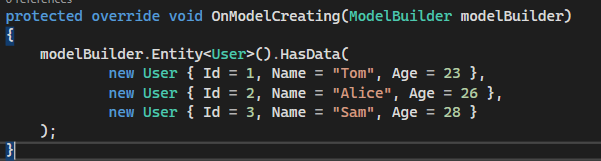 0 references
protected override void OnModelCreating(ModelBuilder modelBuilder)
{
    modelBuilder.Entity<User>().HasData(
            new User { Id = 1, Name = "Tom", Age = 23 },
            new User { Id = 2, Name = "Alice", Age = 26 },
            new User { Id = 3, Name = "Sam", Age = 28 }
    );
}